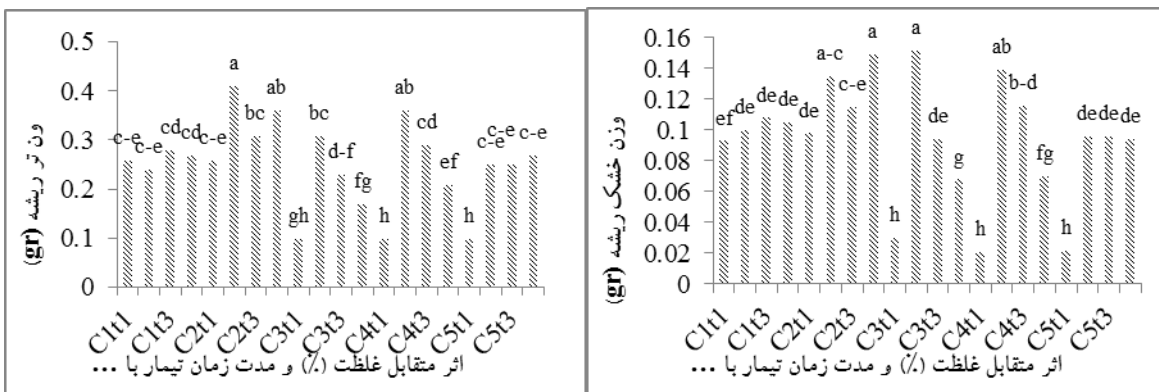 0.5
0.4
0.3
0.2
0.1
0
c-e
c-e
cd
cd
c-e
a
bc
ab
gh
bc
d-f
fg
h
ab
cd
ef
h
c-e
c-e
C1t1
C1t3
C2t1
C2t3
C3t1
C3t3
C4t1
C4t3
C5t1
C5t3
ون تر ریشه (gr)
اثر متقابل غلظت (٪) و مدت زمان تیمار با ...
0.16
0.14
0.12
0.1
0.08
0.06
0.04
0.02
0
ef
de
de
de
de
a-c
c-e
a
h
a
de
g
h
ab
b-d
fg
h
de
de
de
C1t1
C1t3
C2t1
C2t3
C3t1
C3t3
C4t1
C4t3
C5t1
C5t3
وزن خشک ریشه (gr)
اثر متقابل غلظت (٪) و مدت زمان تیمار با ...